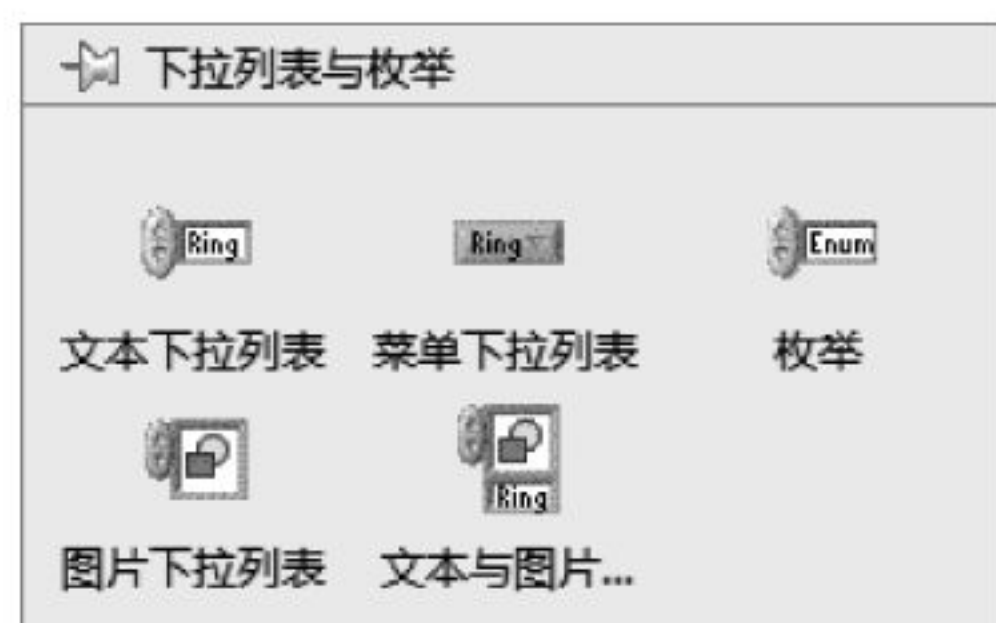 下拉列表与枚举
Ring Ring Enum
文本下拉列表 菜单下拉列表 枚举
Ring
图片下拉列表 文本与图片...